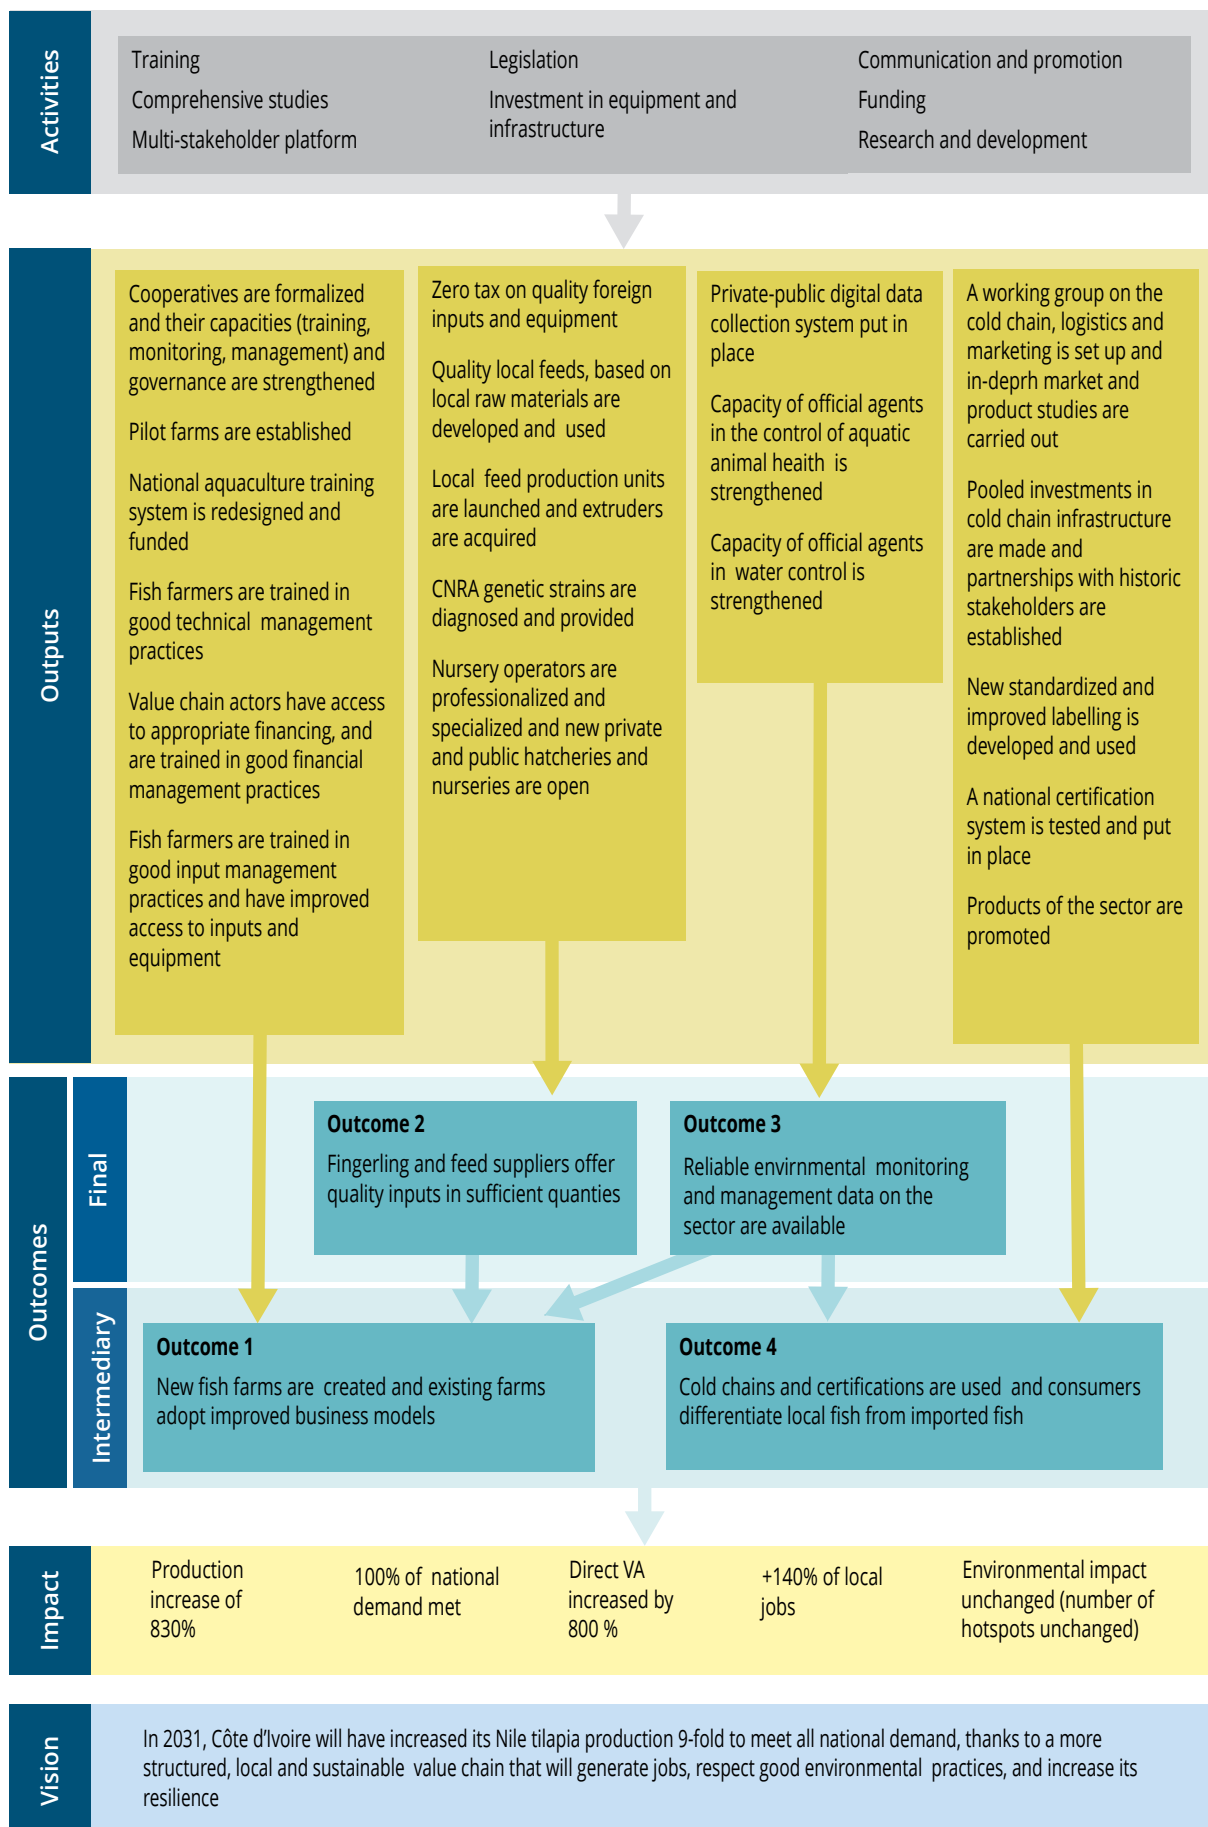 Activities
Training
Comprehensive studies
Multi-stakeholder platform
Legislation
Investment in equipment and
infrastructure
Communication and promotion
Funding
Research and development
Outputs
Cooperatives are formalized
and their capacities (training,
monitoring, management) and
governance are strengthened
Pilot farms are established
National aquaculture training
system is redesigned and
funded
Fish farmers are trained in
good technical management
practices
Value chain actors have access
to appropriate financing, and
are trained in good financial
management practices
Fish farmers are trained in
good input management
practices and have improved
access to inputs and
equipment
Zero tax on quality foreign
inputs and equipment
Quality local feeds, based on
local raw materials are
developed and used
Local feed production units
are launched and extruders
are acquired
CNRA genetic strains are
diagnosed and provided
Nursery operators are
professionalized and
specialized and new private
and public hatcheries and
nurseries are open
Private-public digital data
collection system put in
place
Capacity of official agents
in the control of aquatic
animal heaith is
strengthened
Capacity of official agents
in water control is
strengthened
A working group on the
cold chain, logistics and
marketing is set up and
in-deprh market and
product studies are
carried out
Pooled investments in
cold chain infrastructure
are made and
partnerships with historic
stakeholders are
established
New standardized and
improved labelling is
developed and used
A national certification
system is tested and put
in place
Products of the sector are
promoted
Outcomes
Final
Outcome 2
Fingerling and feed suppliers offer
quality inputs in sufficient quanties
Outcome 3
Reliable envirnmental monitoring
and management data on the
sector are available
Intermediary
Outcome 1
New fish farms are created and existing farms
adopt improved business models
Outcome 4
Cold chains and certifications are used and consumers
differentiate local fish from imported fish
Impact
Production
increase of
830%
100% of national
demand met
Direct VA
increased by
800 %
+140% of local
jobs
Environmental impact
unchanged (number of
hotspots unchanged)
Vision
In 2031, Côte d'Ivoire will have increased its Nile tilapia production 9-fold to meet all national demand, thanks to a more
structured, local and sustainable value chain that will generate jobs, respect good environmental practices, and increase its
resilience